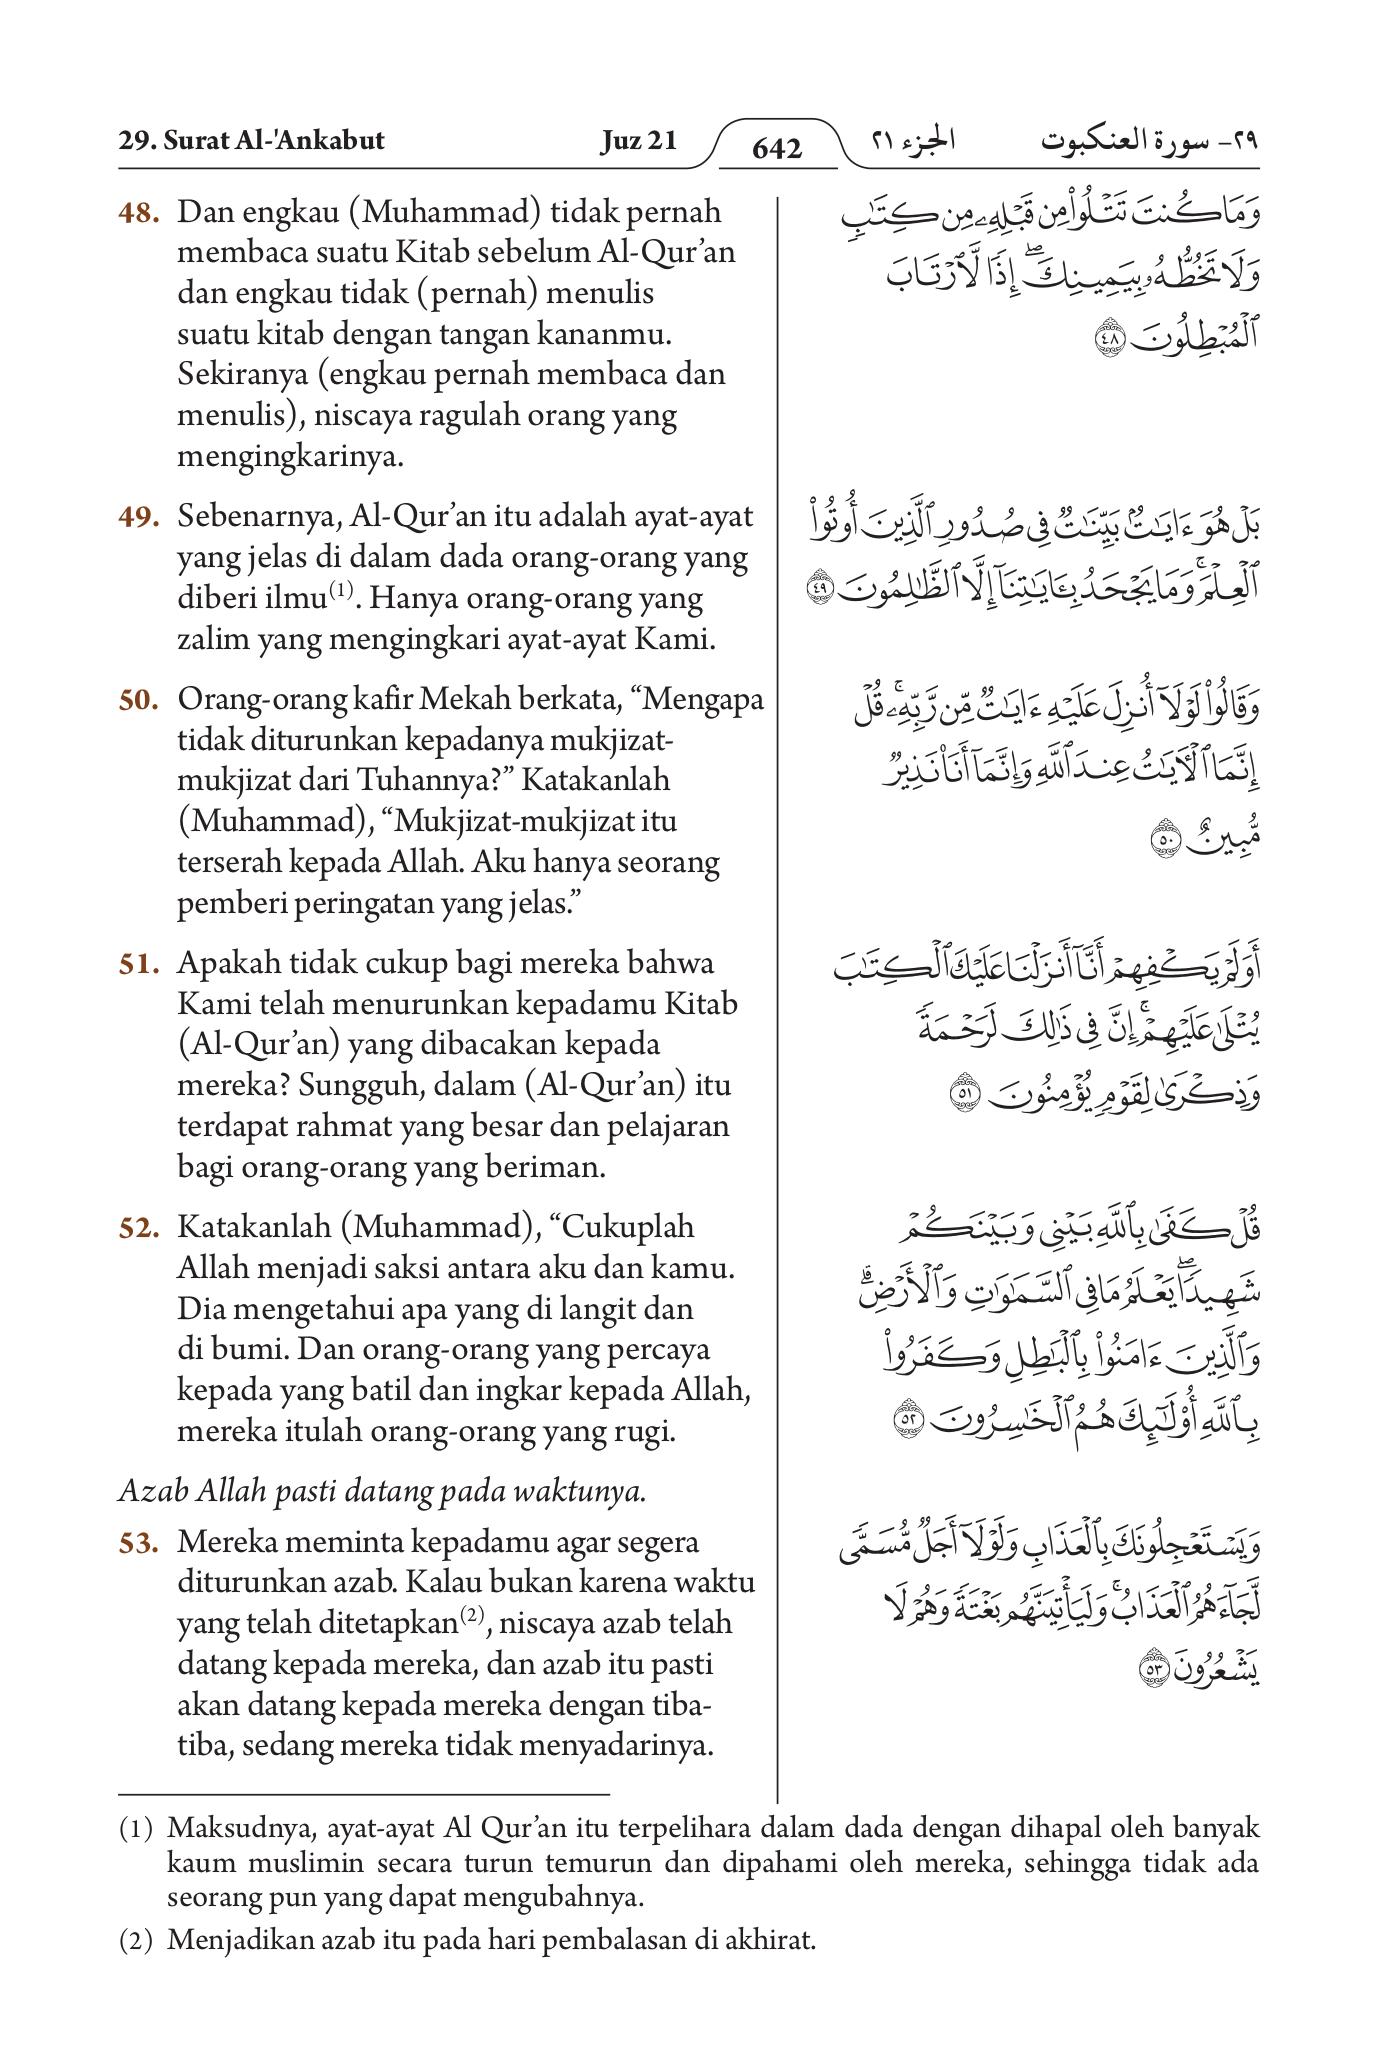 29. Surat Al-'Ankabut Juz 21 642 الجزء ٢١ ٢٩- سورة العنكبوت
48. Dan engkau (Muhammad) tidak pernah
membaca suatu Kitab sebelum Al-Qur’an
dan engkau tidak (pernah) menulis
suatu kitab dengan tangan kananmu.
Sekiranya (engkau pernah membaca dan
menulis), niscaya ragulah orang yang
mengingkarinya.
وَمَا كُنتَ تَتْلُوا۟ مِن قَبْلِهِۦ مِن كِتَٰبٍ
وَلَا تَخُطُّهُۥ بِيَمِينِكَ ۖ إِذًا لَّٱرْتَابَ
ٱلْمُبْطِلُونَ ٤٨
49. Sebenarnya, Al-Qur’an itu adalah ayat-ayat
yang jelas di dalam dada orang-orang yang
diberi ilmu(1). Hanya orang-orang yang
zalim yang mengingkari ayat-ayat Kami.
بَلْ هُوَ ءَايَٰتٌۢ بَيِّنَٰتٌ فِى صُدُورِ ٱلَّذِينَ أُوتُوا۟
ٱلْعِلْمَ ۚ وَمَا يَجْحَدُ بِـَٔايَٰتِنَآ إِلَّا ٱلظَّٰلِمُونَ ٤٩
50. Orang-orang kafir Mekah berkata, “Mengapa
tidak diturunkan kepadanya mukjizat-
mukjizat dari Tuhannya?” Katakanlah
(Muhammad), “Mukjizat-mukjizat itu
terserah kepada Allah. Aku hanya seorang
pemberi peringatan yang jelas.”
وَقَالُوا۟ لَوْلَآ أُنزِلَ عَلَيْهِ ءَايَٰتٌ مِّن رَّبِّهِۦ ۚ قُلْ
إِنَّمَا ٱلْـَٔايَٰتُ عِندَ ٱللَّهِ وَإِنَّمَآ أَنَا۠ نَذِيرٌ
مُّبِينٌ ٥٠
51. Apakah tidak cukup bagi mereka bahwa
Kami telah menurunkan kepadamu Kitab
(Al-Qur’an) yang dibacakan kepada
mereka? Sungguh, dalam (Al-Qur’an) itu
terdapat rahmat yang besar dan pelajaran
bagi orang-orang yang beriman.
أَوَلَمْ يَكْفِهِمْ أَنَّآ أَنزَلْنَا عَلَيْكَ ٱلْكِتَٰبَ
يُتْلَىٰ عَلَيْهِمْ ۚ إِنَّ فِى ذَٰلِكَ لَرَحْمَةً
وَذِكْرَىٰ لِقَوْمٍ يُؤْمِنُونَ ٥١
52. Katakanlah (Muhammad), “Cukuplah
Allah menjadi saksi antara aku dan kamu.
Dia mengetahui apa yang di langit dan
di bumi. Dan orang-orang yang percaya
kepada yang batil dan ingkar kepada Allah,
mereka itulah orang-orang yang rugi.
قُلْ كَفَىٰ بِٱللَّهِ بَيْنِى وَبَيْنَكُمْ
شَهِيدًا ۖ يَعْلَمُ مَا فِى ٱلسَّمَٰوَٰتِ وَٱلْأَرْضِ ۗ
وَٱلَّذِينَ ءَامَنُوا۟ بِٱلْبَٰطِلِ وَكَفَرُوا۟
بِٱللَّهِ أُو۟لَٰٓئِكَ هُمُ ٱلْخَٰسِرُونَ ٥٢
Azab Allah pasti datang pada waktunya.
53. Mereka meminta kepadamu agar segera
diturunkan azab. Kalau bukan karena waktu
yang telah ditetapkan(2), niscaya azab telah
datang kepada mereka, dan azab itu pasti
akan datang kepada mereka dengan tiba-
tiba, sedang mereka tidak menyadarinya.
وَيَسْتَعْجِلُونَكَ بِٱلْعَذَابِ ۚ وَلَوْلَآ أَجَلٌ مُّسَمًّى
لَّجَآءَهُمُ ٱلْعَذَابُ ۚ وَلَيَأْتِيَنَّهُم بَغْتَةً وَهُمْ لَا
يَشْعُرُونَ ٥٣
(1) Maksudnya, ayat-ayat Al Qur’an itu terpelihara dalam dada dengan dihapal oleh banyak
kaum muslimin secara turun temurun dan dipahami oleh mereka, sehingga tidak ada
seorang pun yang dapat mengubahnya.
(2) Menjadikan azab itu pada hari pembalasan di akhirat.